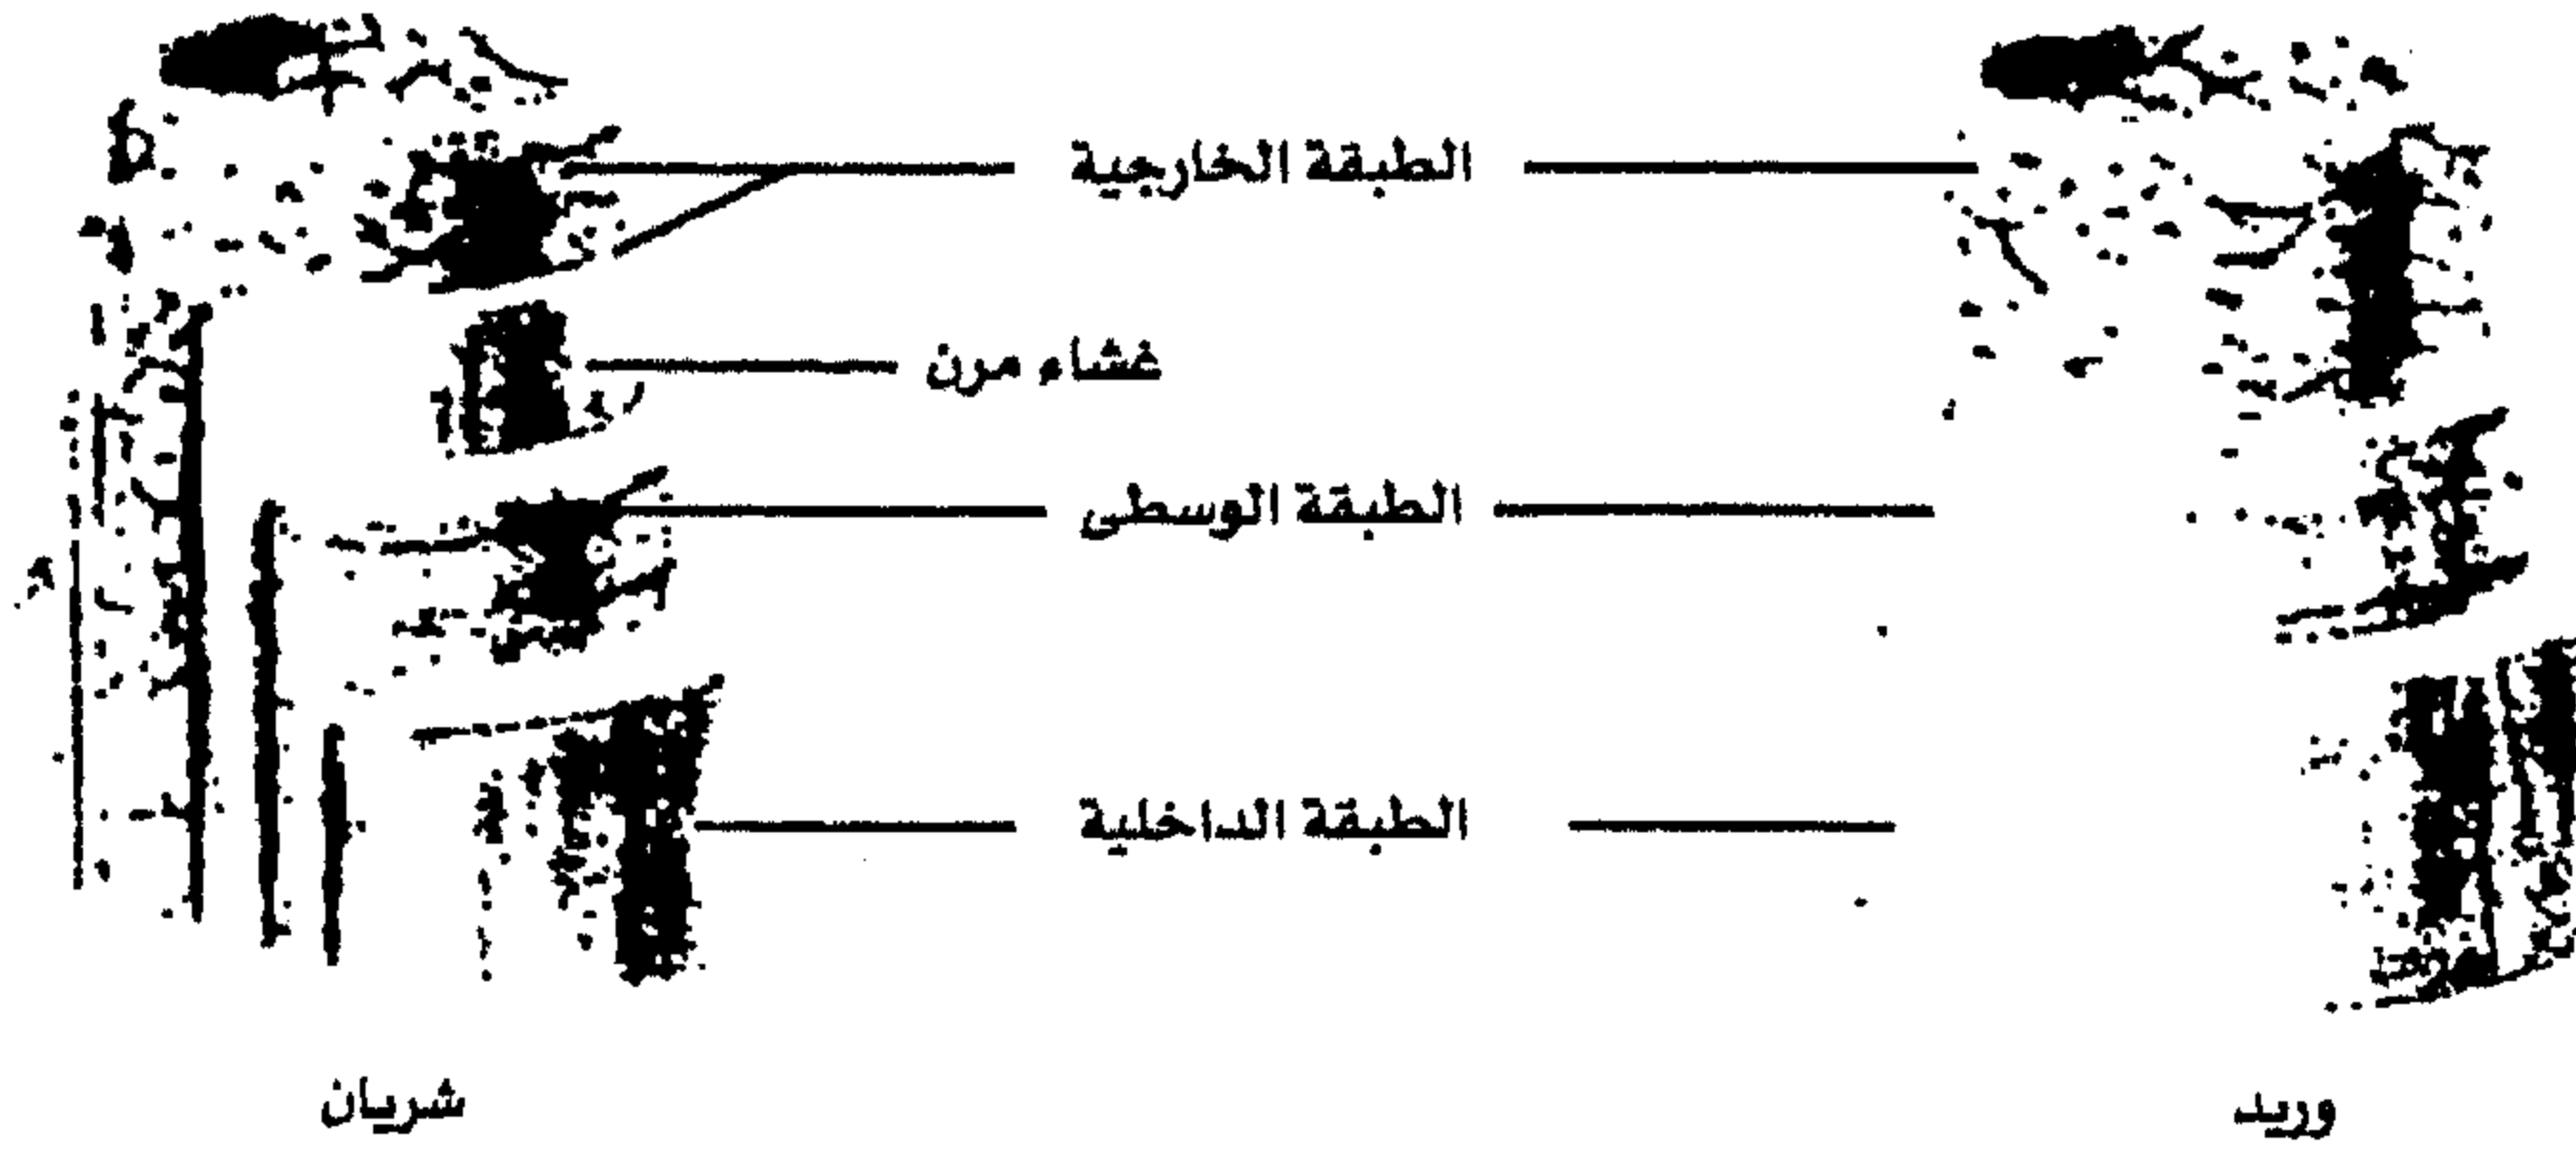 الطبقة الخارجية
غشاء مرن
الطبقة الوسطى
الطبقة الداخلية
شريان
وريد